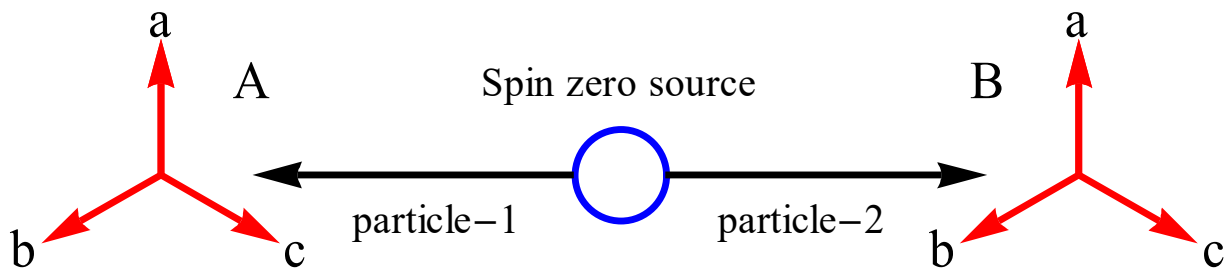 a
a
A
Spin zero source
B
b
c
particle−1
particle−2
b
c